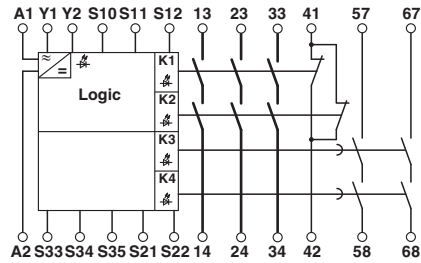 A1 Y1 Y2 S10 S11 S12 13 23 33 41 57 67
≈
=
K1
Logic
K2
K3
K4
A2 S33 S34 S35 S21 S22 14 24 34 42 58 68